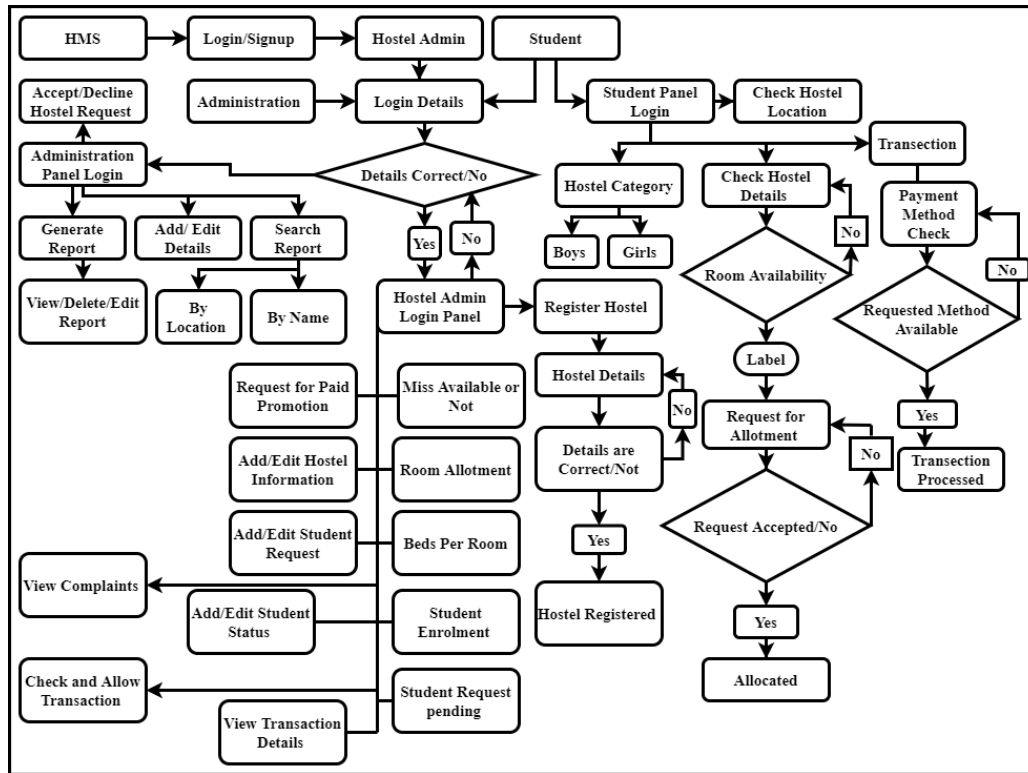 HMS
Login/Signup
Hostel Admin
Student
Accept/Decline
Hostel Request
Administration
Login Details
Student Panel
Login
Check Hostel
Location
Administration
Panel Login
Details Correct/No
Transection
Hostel Category
Check Hostel
Details
Payment
Method
Check
Generate
Report
Add/ Edit
Details
Search
Report
Yes
No
Boys
Girls
No
Room Availability
No
View/Delete/Edit
Report
By
Location
By Name
Hostel Admin
Login Panel
Register Hostel
Requested Method
Available
Label
Request for Paid
Promotion
Miss Available or
Not
Hostel Details
No
Yes
Request for
Allotment
No
Add/Edit Hostel
Information
Room Allotment
Details are
Correct/Not
Transection
Processed
Add/Edit Student
Request
Beds Per Room
Yes
Request Accepted/No
View Complaints
Add/Edit Student
Status
Student
Enrolment
Hostel Registered
Yes
Check and Allow
Transaction
Student Request
pending
Allocated
View Transaction
Details